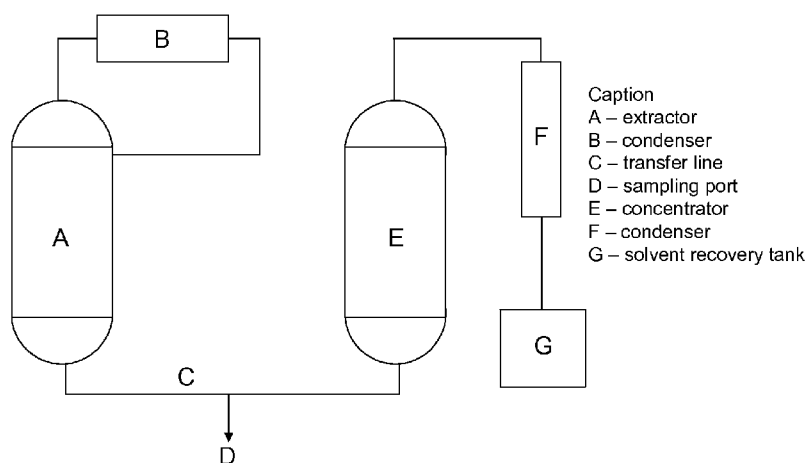 B
A
C
D
E
F
G
Caption
A – extractor
B – condenser
C – transfer line
D – sampling port
E – concentrator
F – condenser
G – solvent recovery tank